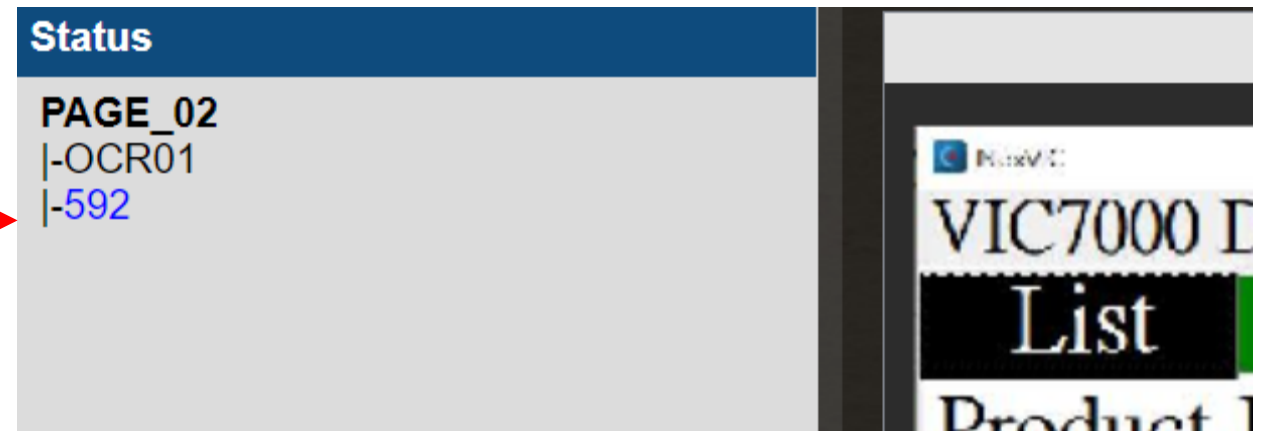 Status
PAGE_02
|-OCR01
|-592
VIC7000
List
Product